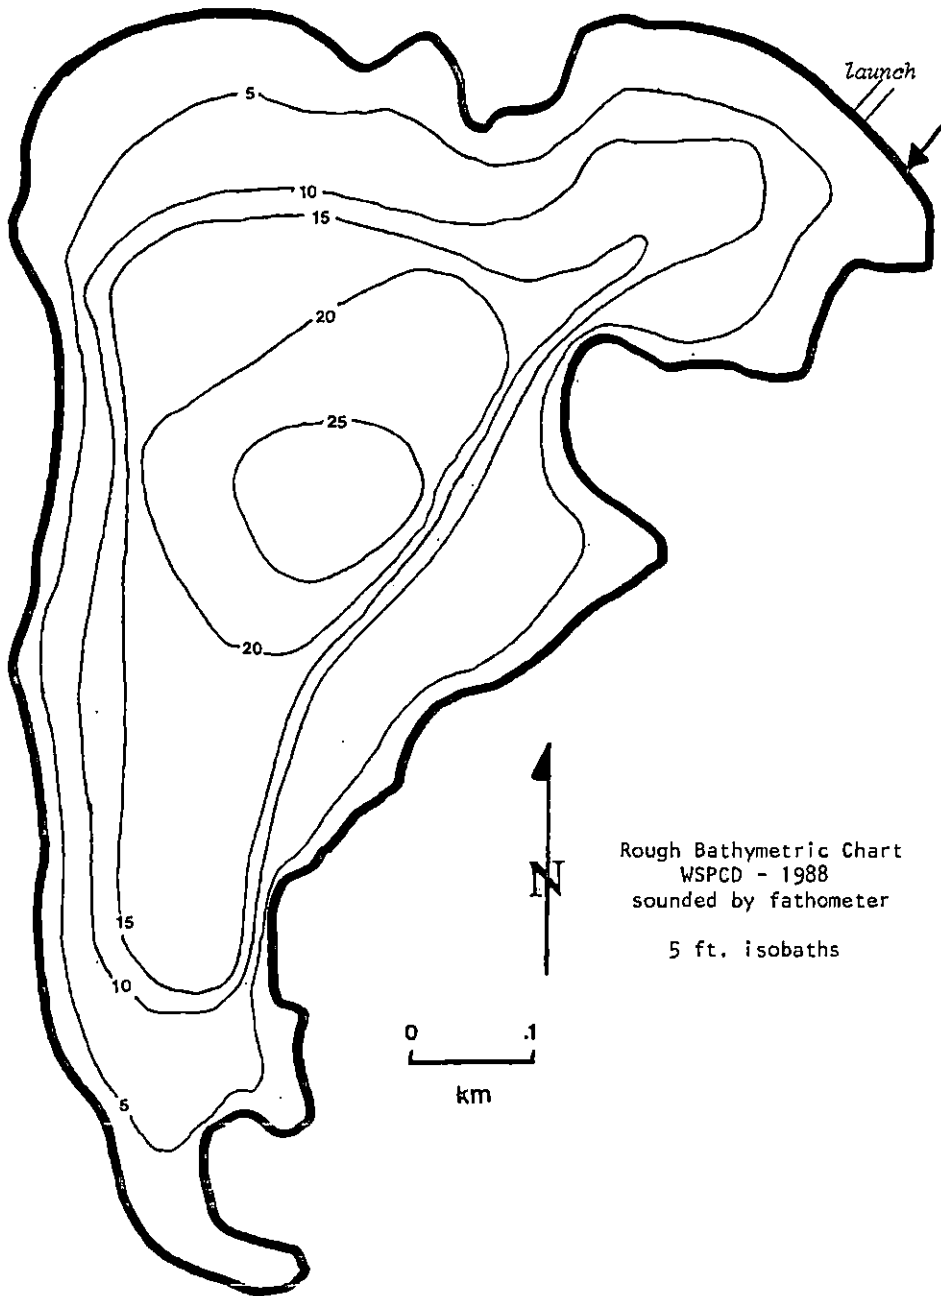 launch
5
10
15
20
25
20
15
10
5
N
Rough Bathymetric Chart
WSPCD - 1988
sounded by fathometer
5 ft. isobaths
0 .1
km